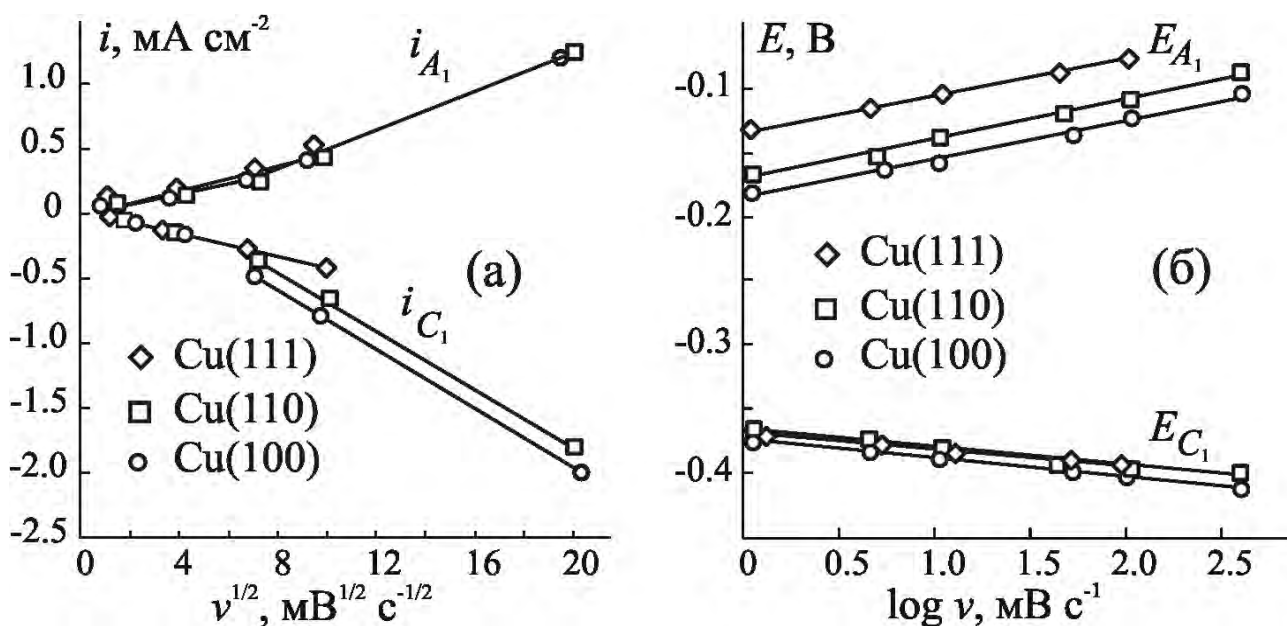 i, мА см⁻²
i_A₁
1.0
0.5
0
-0.5
-1.0
-1.5
-2.0
-2.5
(а)
i_C₁
Cu(111)
Cu(110)
Cu(100)
0 4 8 12 16 20
v^1/2, мВ^1/2 с^-1/2
E, В
E_A₁
-0.1
-0.2
-0.3
-0.4
Cu(111)
Cu(110)
Cu(100)
(б)
E_C₁
0 0.5 1.0 1.5 2.0 2.5
log v, мВ с⁻¹